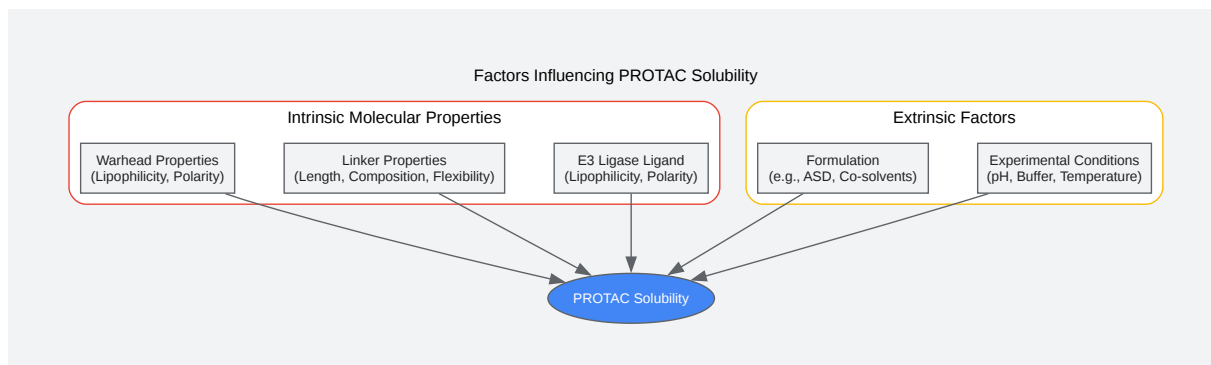 Factors Influencing PROTAC Solubility
Intrinsic Molecular Properties
Warhead Properties
(Lipophilicity, Polarity)
Linker Properties
(Length, Composition, Flexibility)
E3 Ligase Ligand
(Lipophilicity, Polarity)
Extrinsic Factors
Formulation
(e.g., ASD, Co-solvents)
Experimental Conditions
(pH, Buffer, Temperature)
PROTAC Solubility